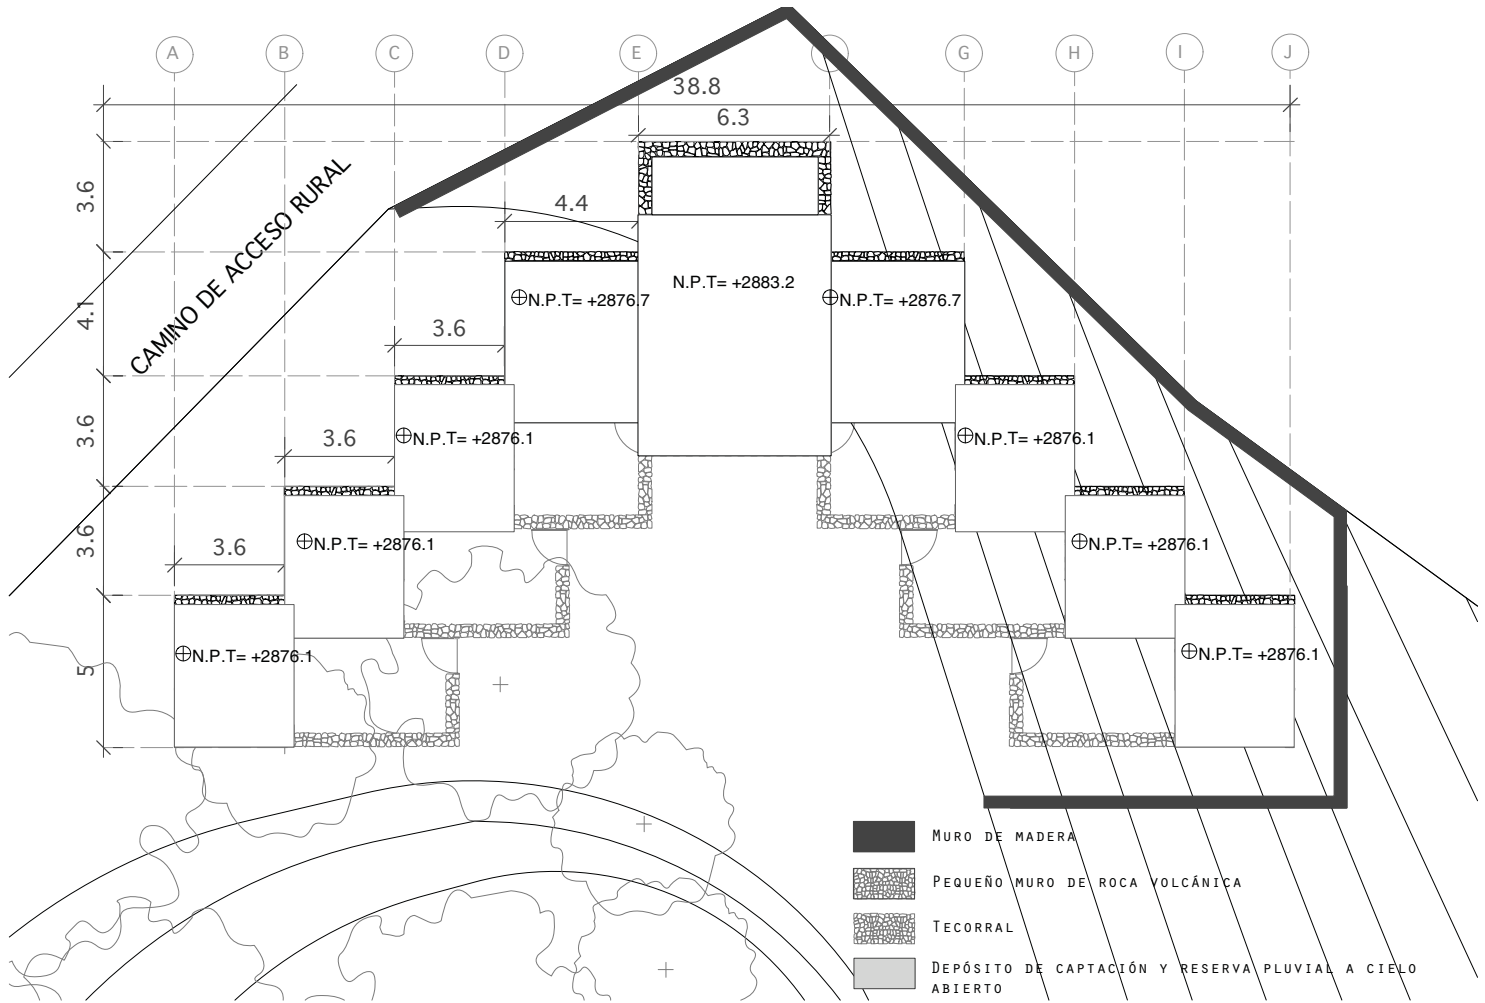 A
B
C
D
E
G
H
I
J
38.8
6.3
3.6
4.4
CAMINO DE ACCESO RURAL
N.P.T= +2883.2
N.P.T= +2876.7
N.P.T= +2876.7
4.1
3.6
3.6
N.P.T= +2876.1
N.P.T= +2876.1
3.6
3.6
N.P.T= +2876.1
N.P.T= +2876.1
3.6
5
N.P.T= +2876.1
N.P.T= +2876.1
MURO DE MADERA
PEQUEÑO MURO DE ROCA VOLCÁNICA
TECORRAL
DEPÓSITO DE CAPTACIÓN Y RESERVA PLUVIAL A CIELO
ABIERTO